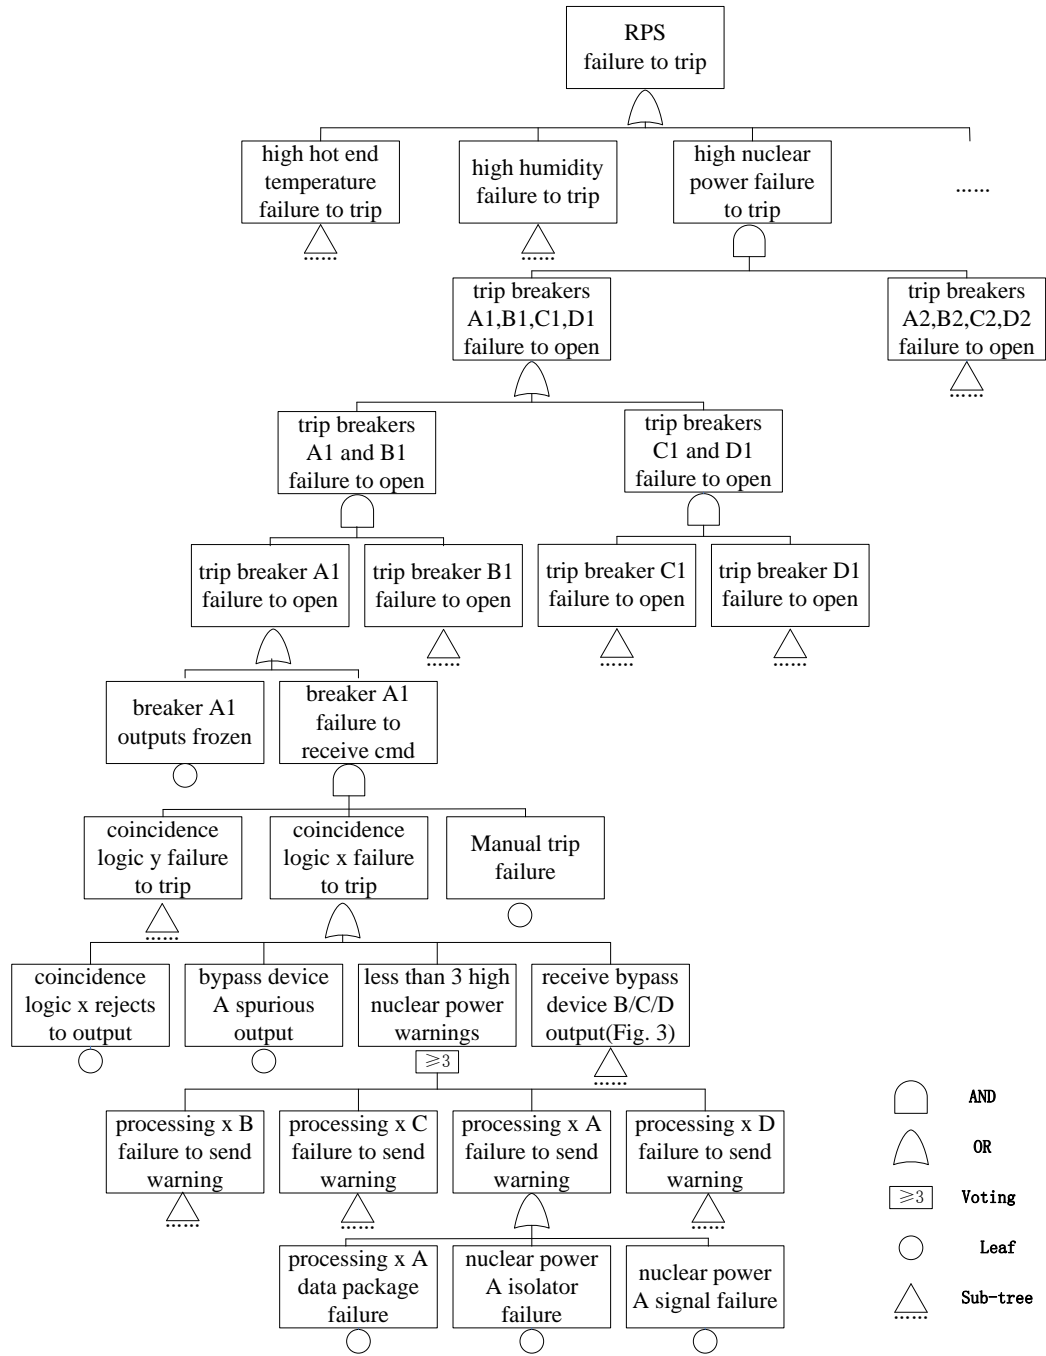 RPS
failure to trip
high hot end
temperature
failure to trip
high humidity
failure to trip
high nuclear
power failure
to trip
......
......
......
trip breakers
A1,B1,C1,D1
failure to open
trip breakers
A2,B2,C2,D2
failure to open
......
trip breakers
A1 and B1
failure to open
trip breakers
C1 and D1
failure to open
trip breaker A1
failure to open
trip breaker B1
failure to open
trip breaker C1
failure to open
trip breaker D1
failure to open
......
......
......
breaker A1
outputs frozen
breaker A1
failure to
receive cmd
coincidence
logic y failure
to trip
coincidence
logic x failure
to trip
Manual trip
failure
......
coincidence
logic x rejects
to output
bypass device
A spurious
output
less than 3 high
nuclear power
warnings
receive bypass
device B/C/D
output(Fig. 3)
≥3
......
processing x B
failure to send
warning
processing x C
failure to send
warning
processing x A
failure to send
warning
processing x D
failure to send
warning
......
......
......
processing x A
data package
failure
nuclear power
A isolator
failure
nuclear power
A signal failure
AND
OR
≥3 Voting
Leaf
Sub-tree
......